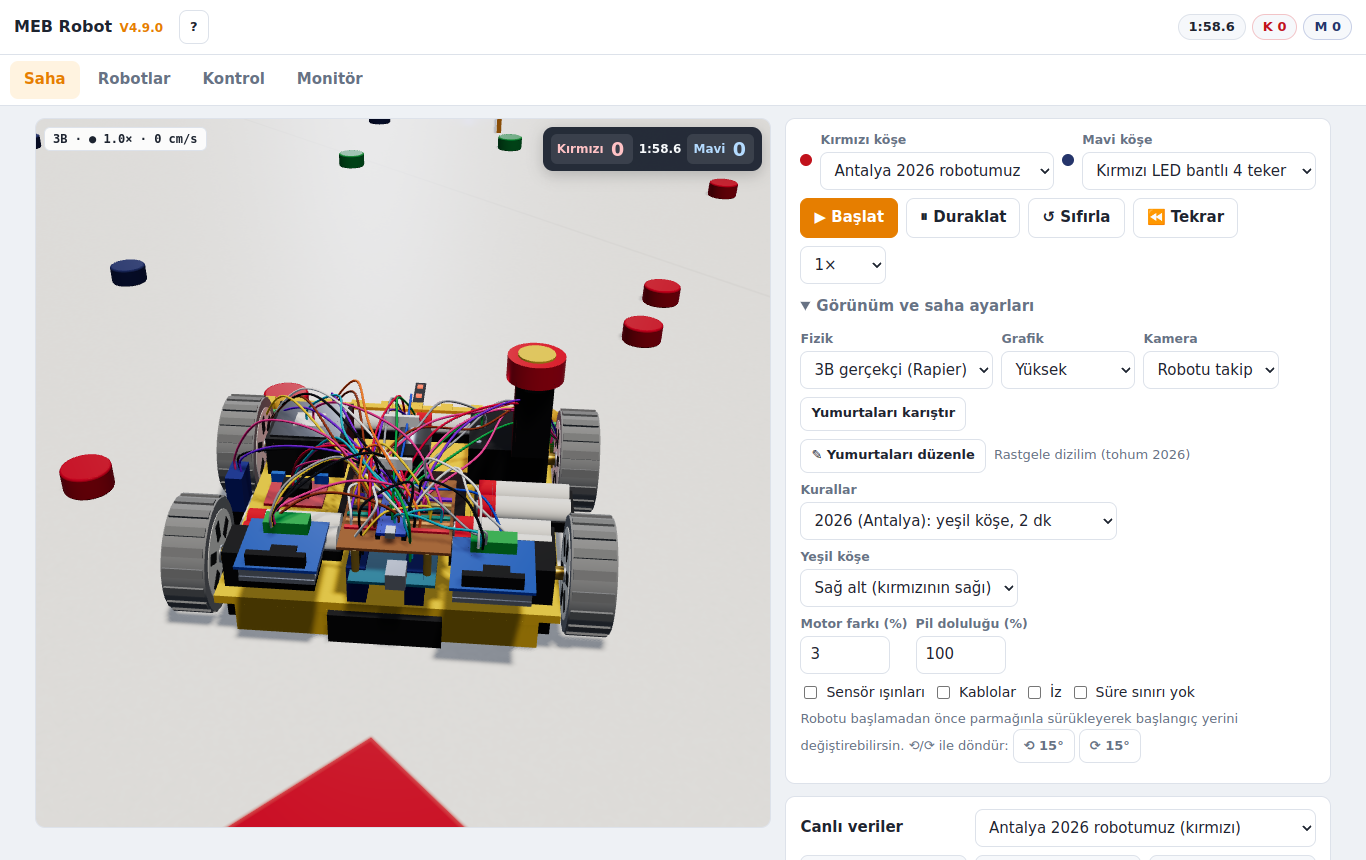 MEB Robot V4.9.0 ?
1:58.6 K 0 M 0
Saha Robotlar Kontrol Monitör
3B · ● 1.0× · 0 cm/s
Kırmızı 0 1:58.6 Mavi 0
Kırmızı köşe Mavi köşe
Antalya 2026 robotumuz Kırmızı LED bantlı 4 teker
▶ Başlat ⏸ Duraklat ↺ Sıfırla ⏪ Tekrar
1×
▼ Görünüm ve saha ayarları
Fizik Grafik Kamera
3B gerçekçi (Rapier) Yüksek Robotu takip
Yumurtaları karıştır
✎ Yumurtaları düzenle Rastgele dizilim (tohum 2026)
Kurallar
2026 (Antalya): yeşil köşe, 2 dk
Yeşil köşe
Sağ alt (kırmızının sağı)
Motor farkı (%) Pil doluluğu (%)
3 100
Sensör ışınları Kablolar İz Süre sınırı yok
Robotu başlamadan önce parmağınla sürükleyerek başlangıç yerini
değiştirebilirsin. ⟲/⟳ ile döndür: ⟲ 15° ⟳ 15°
Canlı veriler Antalya 2026 robotumuz (kırmızı)